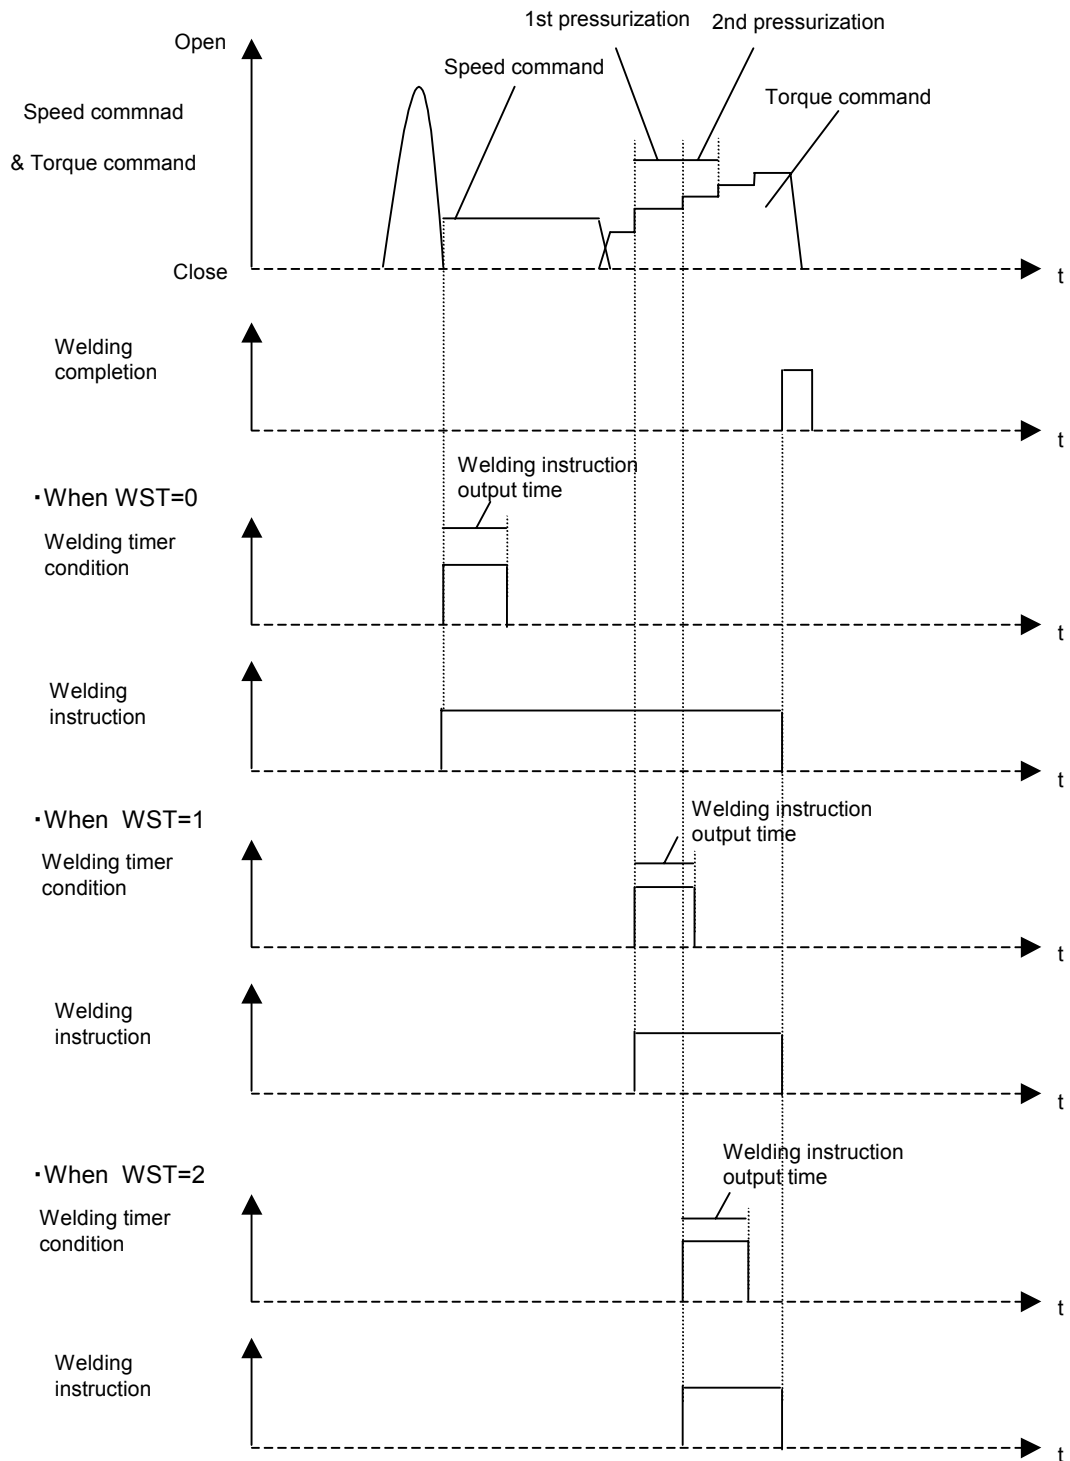 1st pressurization
2nd pressurization
Open
Speed command
Torque command
Speed commnad
& Torque command
Close
t
Welding
completion
t
Welding instruction
output time
・When WST=0
Welding timer
condition
t
Welding
instruction
t
・When WST=1
Welding instruction
output time
Welding timer
condition
t
Welding
instruction
t
・When WST=2
Welding instruction
output time
Welding timer
condition
t
Welding
instruction
t